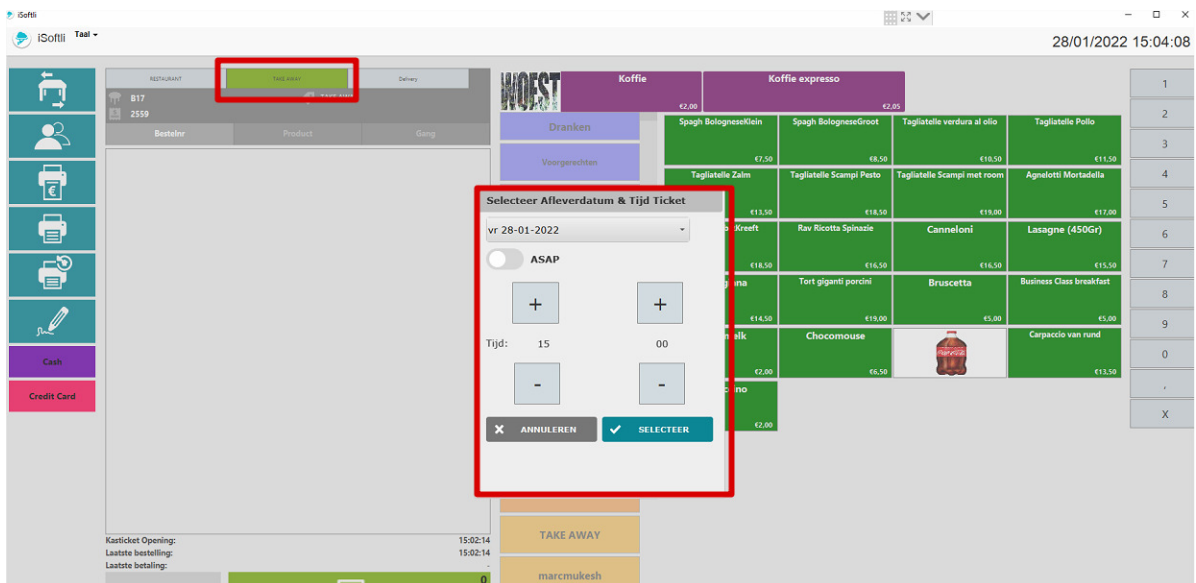 iSoftli
iSoftli Taal
28/01/2022 15:04:08
RESTAURANT TAKE AWAY Delivery
B17
2559
Bestelnr Product Gang
Cash
Credit Card
Kasticket Opening: 15:02:14
Laatste bestelling: 15:02:14
Laatste betaling: -
0
WOEST
Koffie
€2,00
Koffie expresso
€2,05
Dranken
Voorgerechten
TAKE AWAY
marcmukesh
Spagh BologneseKlein
€7,50
Spagh BologneseGroot
€8,50
Tagliatelle verdura al olio
€10,50
Tagliatelle Pollo
€11,50
Tagliatelle Zalm
€13,50
Tagliatelle Scampi Pesto
€18,50
Tagliatelle Scampi met room
€19,00
Agnelotti Mortadella
€17,00
€18,50
Rav Ricotta Spinazie
€16,50
Canneloni
€16,50
Lasagne (450Gr)
€15,50
€14,50
Tort giganti porcini
€19,00
Bruscetta
€5,00
Business Class breakfast
€5,00
€2,00
Chocomouse
€6,50
Carpaccio van rund
€13,50
€2,00
Selecteer Afleverdatum & Tijd Ticket
vr 28-01-2022
ASAP
+ +
Tijd: 15 00
- -
ANNULEREN SELECTEER
1
2
3
4
5
6
7
8
9
0
,
X